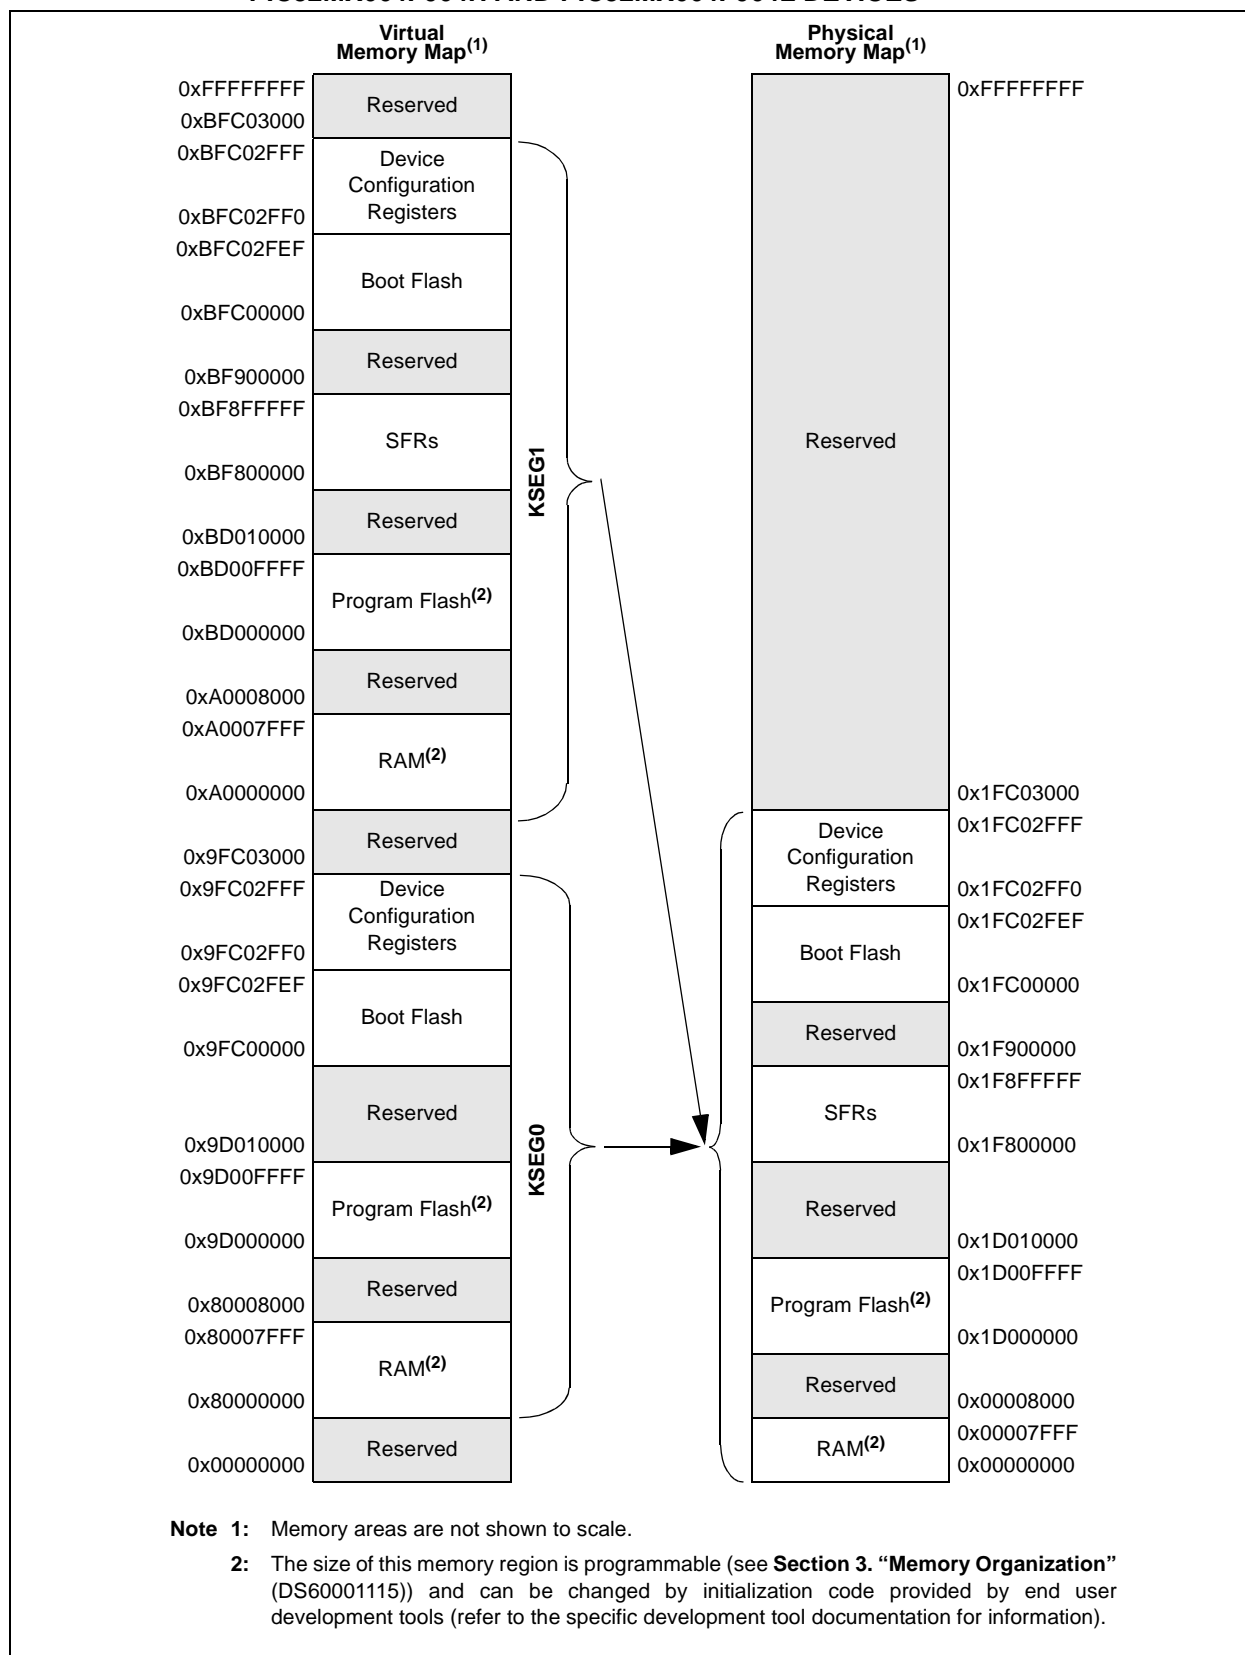 Virtual
Memory Map(1)
0xFFFFFFFF
Reserved
0xBFC03000
0xBFC02FFF
Device
Configuration
Registers
0xBFC02FF0
0xBFC02FEF
Boot Flash
0xBFC00000
Reserved
0xBF900000
0xBF8FFFFF
SFRs
0xBF800000
Reserved
0xBD010000
0xBD00FFFF
Program Flash(2)
0xBD000000
Reserved
0xA0008000
0xA0007FFF
RAM(2)
0xA0000000
Reserved
0x9FC03000
0x9FC02FFF
Device
Configuration
Registers
0x9FC02FF0
0x9FC02FEF
Boot Flash
0x9FC00000
Reserved
0x9D010000
0x9D00FFFF
Program Flash(2)
0x9D000000
Reserved
0x80008000
0x80007FFF
RAM(2)
0x80000000
Reserved
0x00000000
KSEG1
KSEG0
Physical
Memory Map(1)
0xFFFFFFFF
Reserved
0x1FC03000
Device
Configuration
Registers
0x1FC02FFF
0x1FC02FF0
0x1FC02FEF
Boot Flash
0x1FC00000
Reserved
0x1F900000
0x1F8FFFFF
SFRs
0x1F800000
Reserved
0x1D010000
0x1D00FFFF
Program Flash(2)
0x1D000000
Reserved
0x00008000
0x00007FFF
RAM(2)
0x00000000
Note 1: Memory areas are not shown to scale.
2: The size of this memory region is programmable (see Section 3. “Memory Organization”
(DS60001115)) and can be changed by initialization code provided by end user
development tools (refer to the specific development tool documentation for information).